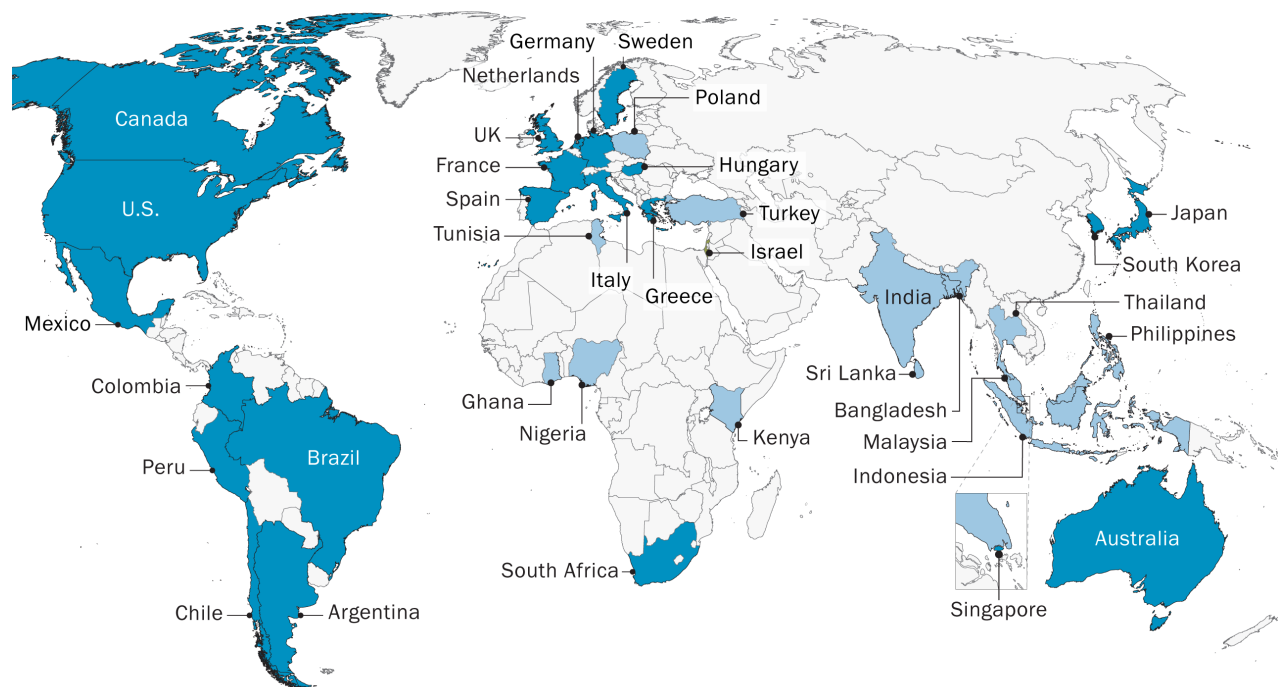 Germany
Sweden
Netherlands
Poland
Canada
UK
Hungary
France
Spain
U.S.
Turkey
Japan
Tunisia
Israel
South Korea
Italy
Greece
India
Thailand
Mexico
Philippines
Sri Lanka
Colombia
Ghana
Bangladesh
Nigeria
Kenya
Malaysia
Brazil
Peru
Indonesia
Australia
South Africa
Singapore
Chile
Argentina